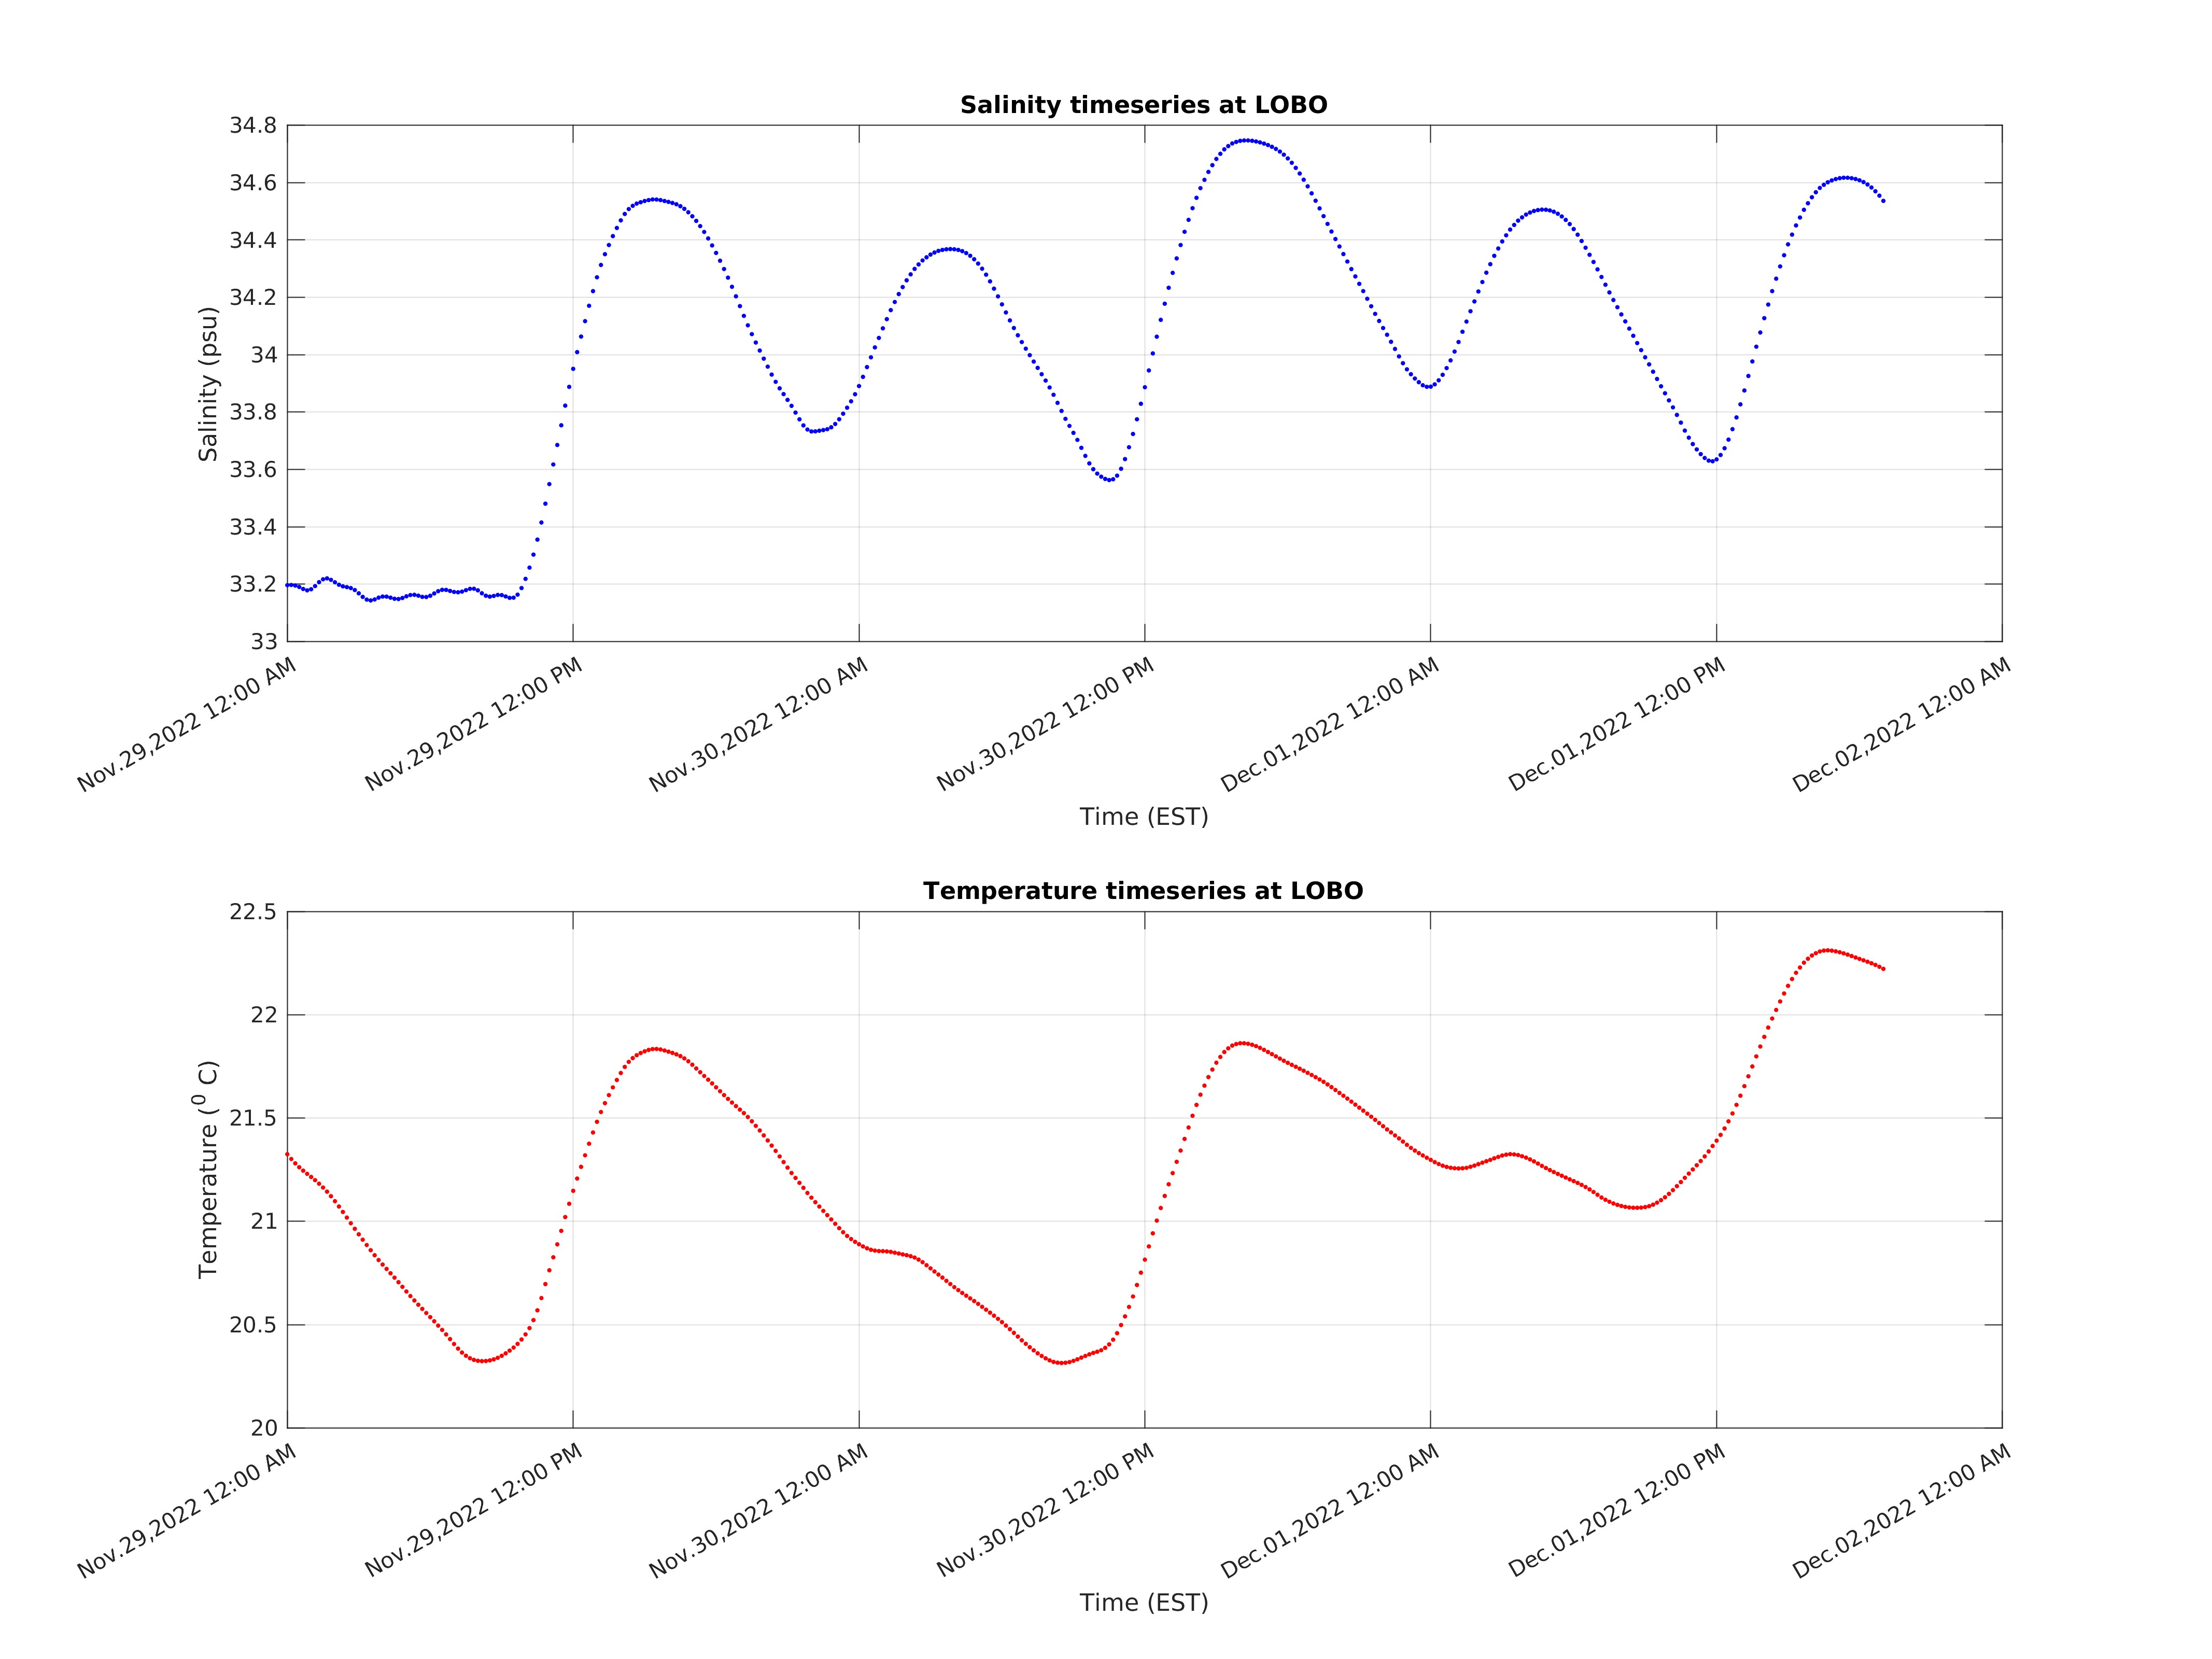 Salinity timeseries at LOBO
Salinity (psu)
34.8
34.6
34.4
34.2
34
33.8
33.6
33.4
33.2
33
Nov.29,2022 12:00 AM
Nov.29,2022 12:00 PM
Nov.30,2022 12:00 AM
Nov.30,2022 12:00 PM
Dec.01,2022 12:00 AM
Dec.01,2022 12:00 PM
Dec.02,2022 12:00 AM
Time (EST)
Temperature timeseries at LOBO
Temperature (⁰ C)
22.5
22
21.5
21
20.5
20
Nov.29,2022 12:00 AM
Nov.29,2022 12:00 PM
Nov.30,2022 12:00 AM
Nov.30,2022 12:00 PM
Dec.01,2022 12:00 AM
Dec.01,2022 12:00 PM
Dec.02,2022 12:00 AM
Time (EST)